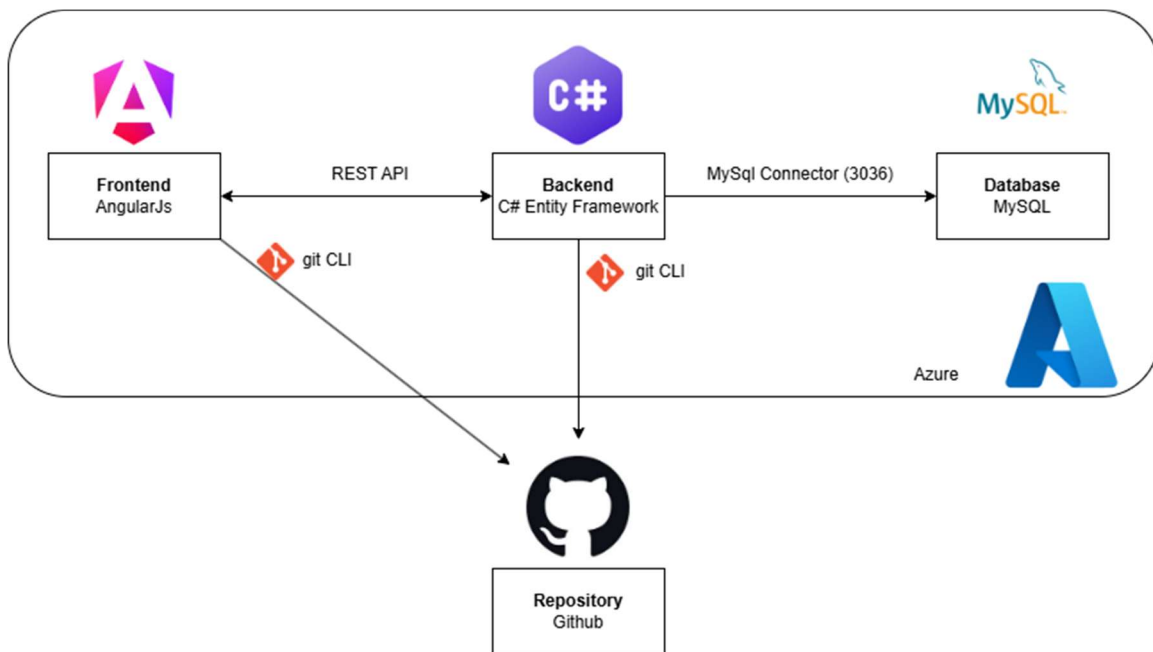 C#
MySQL
Frontend
AngularJs
REST API
Backend
C# Entity Framework
MySql Connector (3036)
Database
MySQL
git CLI
git CLI
Azure
Repository
Github